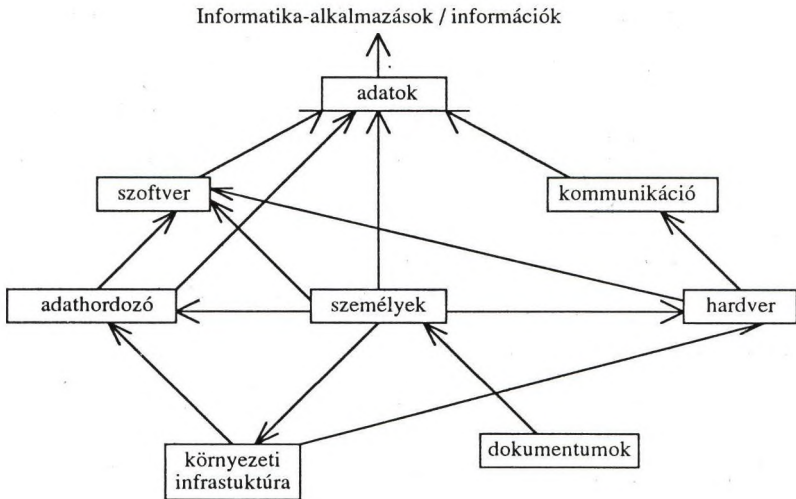 Informatika-alkalmazások / információk
adatok
szoftver
kommunikáció
adathordozó
személyek
hardver
környezeti
infrastuktúra
dokumentumok